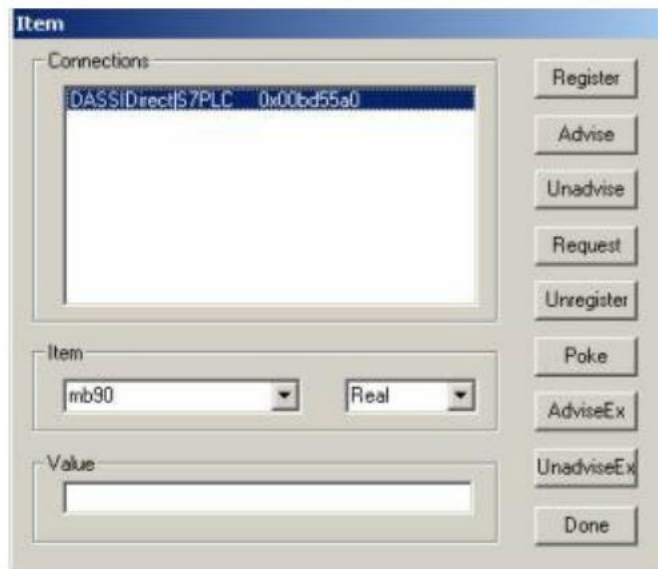 Item
Connections
DASSIDirect|S7PLC 0x00bd55a0
Item
mb90
Real
Value
Register
Advise
Unadvise
Request
Unregister
Poke
AdviseEx
UnadviseEx
Done